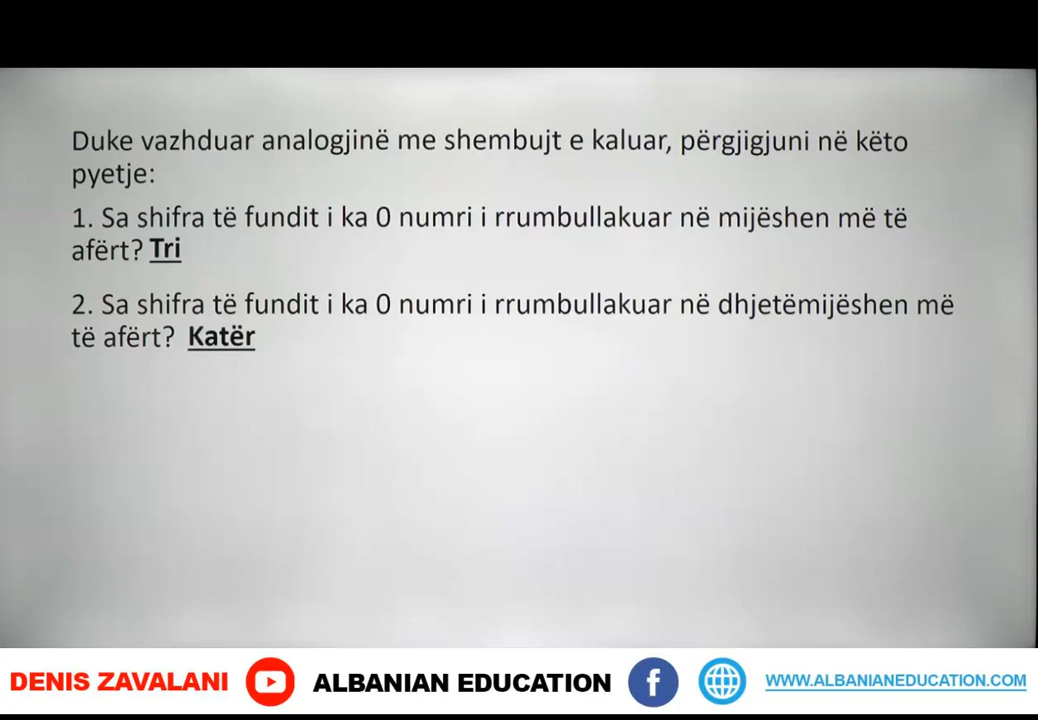 Duke vazhduar analogjinë me shembujt e kaluar, përgjigjuni në këto
pyetje:
1. Sa shifra të fundit i ka 0 numri i rrumbullakuar në mijëshen më të
afërt? Tri
2. Sa shifra të fundit i ka 0 numri i rrumbullakuar në dhjetëmijëshen më
të afërt? Katër
DENIS ZAVALANI ALBANIAN EDUCATION WWW.ALBANIANEDUCATION.COM